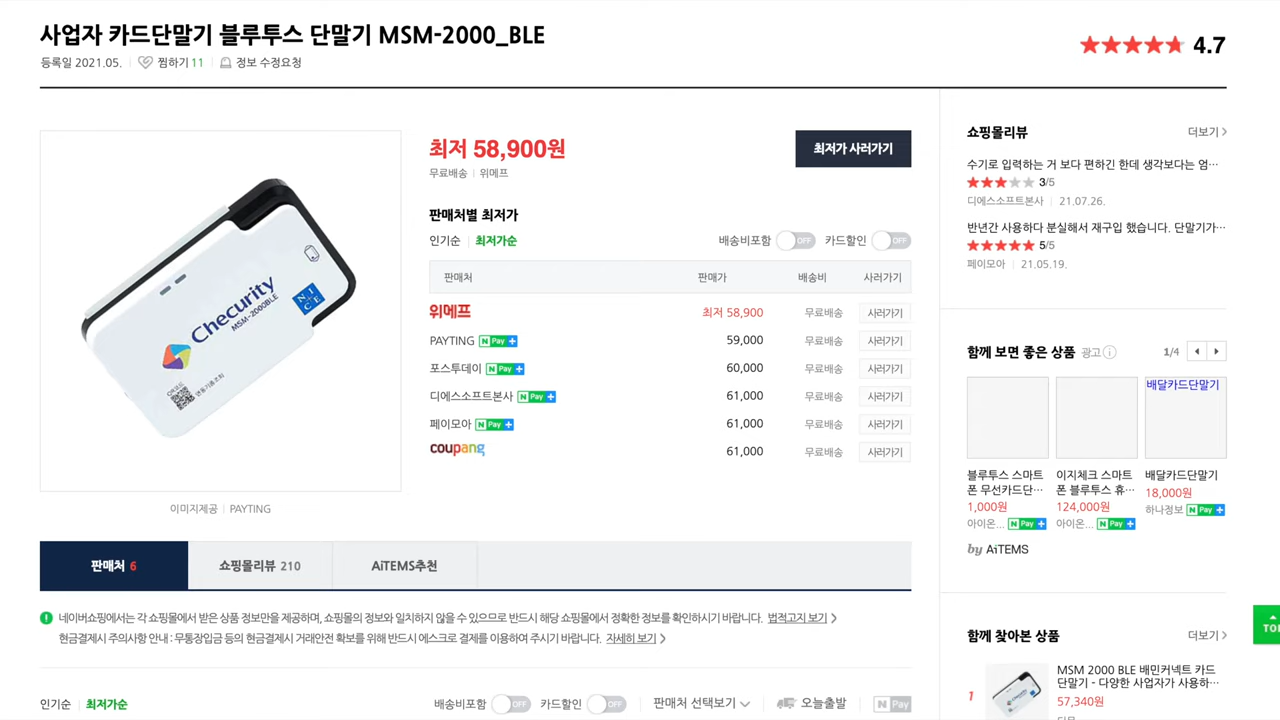 사업자 카드단말기 블루투스 단말기 MSM-2000_BLE
등록일 2021.05. 찜하기 11 정보 수정요청
4.7
Checurity
MSM-2000BLE
NICE
최저 58,900원
무료배송 위메프
최저가 사러가기
판매처별 최저가
인기순 최저가순
배송비포함 OFF 카드할인 OFF
판매처 판매가 배송비 사러가기
위메프 최저 58,900 무료배송 사러가기
PAYTING N Pay + 59,000 무료배송 사러가기
포스투데이 N Pay + 60,000 무료배송 사러가기
디에스소프트본사 N Pay + 61,000 무료배송 사러가기
페이모아 N Pay + 61,000 무료배송 사러가기
coupang 61,000 무료배송 사러가기
이미지제공 PAYTING
판매처 6 쇼핑몰리뷰 210 AiTEMS추천
네이버쇼핑에서는 각 쇼핑몰에서 받은 상품 정보만을 제공하며, 쇼핑몰의 정보와 일치하지 않을 수 있으므로 반드시 해당 쇼핑몰에서 정확한 정보를 확인하시기 바랍니다. 법적고지 보기
현금결제시 주의사항 안내 : 무통장입금 등의 현금결제시 거래안전 확보를 위해 반드시 에스크로 결제를 이용하여 주시기 바랍니다. 자세히 보기
인기순 최저가순
배송비포함 OFF 카드할인 OFF 판매처 선택보기 오늘출발 N Pay
쇼핑몰리뷰 더보기
수기로 입력하는 거 보다 편하긴 한데 생각보다는 엄…
3/5
디에스소프트본사 21.07.26.
반년간 사용하다 분실해서 재구입 했습니다. 단말기가…
5/5
페이모아 21.05.19.
함께 보면 좋은 상품 광고 1/4
배달카드단말기
블루투스 스마트
폰 무선카드단…
1,000원
아이온... N Pay +
이지체크 스마트
폰 블루투스 휴…
124,000원
아이온... N Pay +
배달카드단말기
18,000원
하나정보 N Pay +
by AiTEMS
함께 찾아본 상품 더보기
1
MSM 2000 BLE 배민커넥트 카드
단말기 - 다양한 사업자가 사용하…
57,340원
TO